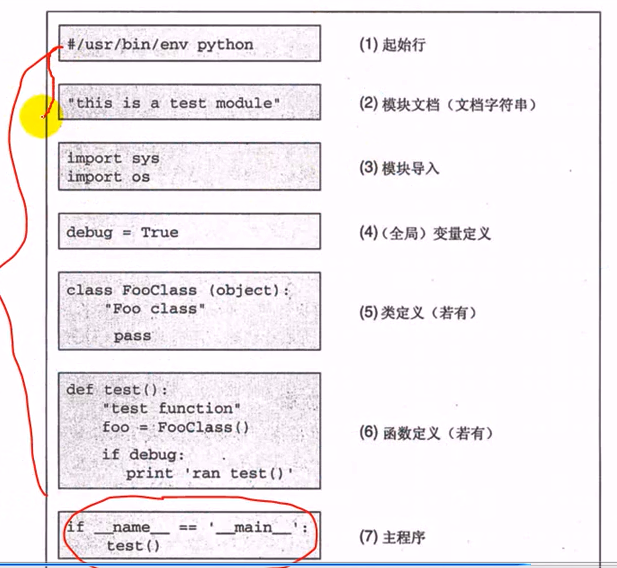 #/usr/bin/env python (1) 起始行
"this is a test module" (2) 模块文档（文档字符串）
import sys
import os (3) 模块导入
debug = True (4)（全局）变量定义
class FooClass (object):
"Foo class" (5) 类定义（若有）
pass
def test():
"test function"
foo = FooClass() (6) 函数定义（若有）
if debug:
print 'ran test()'
if __name__ == '__main__':
test() (7) 主程序